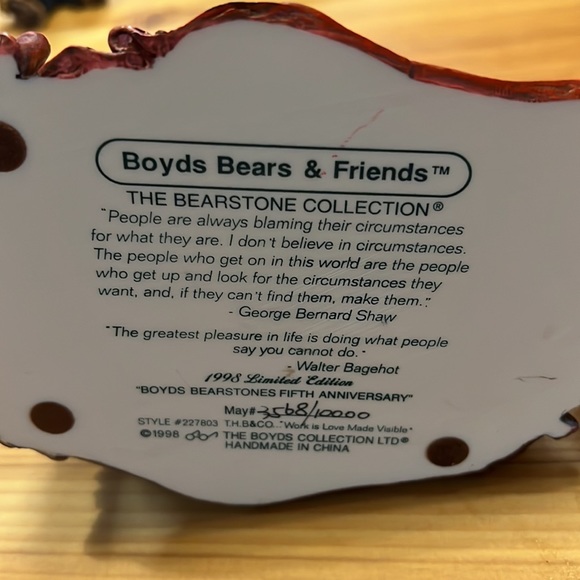 Boyds Bears & Friends™
THE BEARSTONE COLLECTION®
"People are always blaming their circumstances
for what they are. I don't believe in circumstances.
The people who get on in this world are the people
who get up and look for the circumstances they
want, and, if they can't find them, make them."
- George Bernard Shaw
"The greatest pleasure in life is doing what people
say you cannot do."
- Walter Bagehot
1998 Limited Edition
"BOYDS BEARSTONES FIFTH ANNIVERSARY"
May# 3568/10000
STYLE #227803 T.H.B.&CO. "Work is Love Made Visible"
©1998 THE BOYDS COLLECTION LTD®
HANDMADE IN CHINA